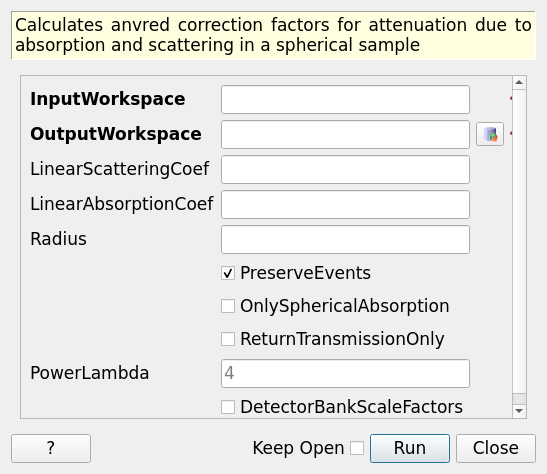 Calculates anvred correction factors for attenuation due to
absorption and scattering in a spherical sample
InputWorkspace
OutputWorkspace
LinearScatteringCoef
LinearAbsorptionCoef
Radius
PreserveEvents
OnlySphericalAbsorption
ReturnTransmissionOnly
PowerLambda 4
DetectorBankScaleFactors
? Keep Open Run Close